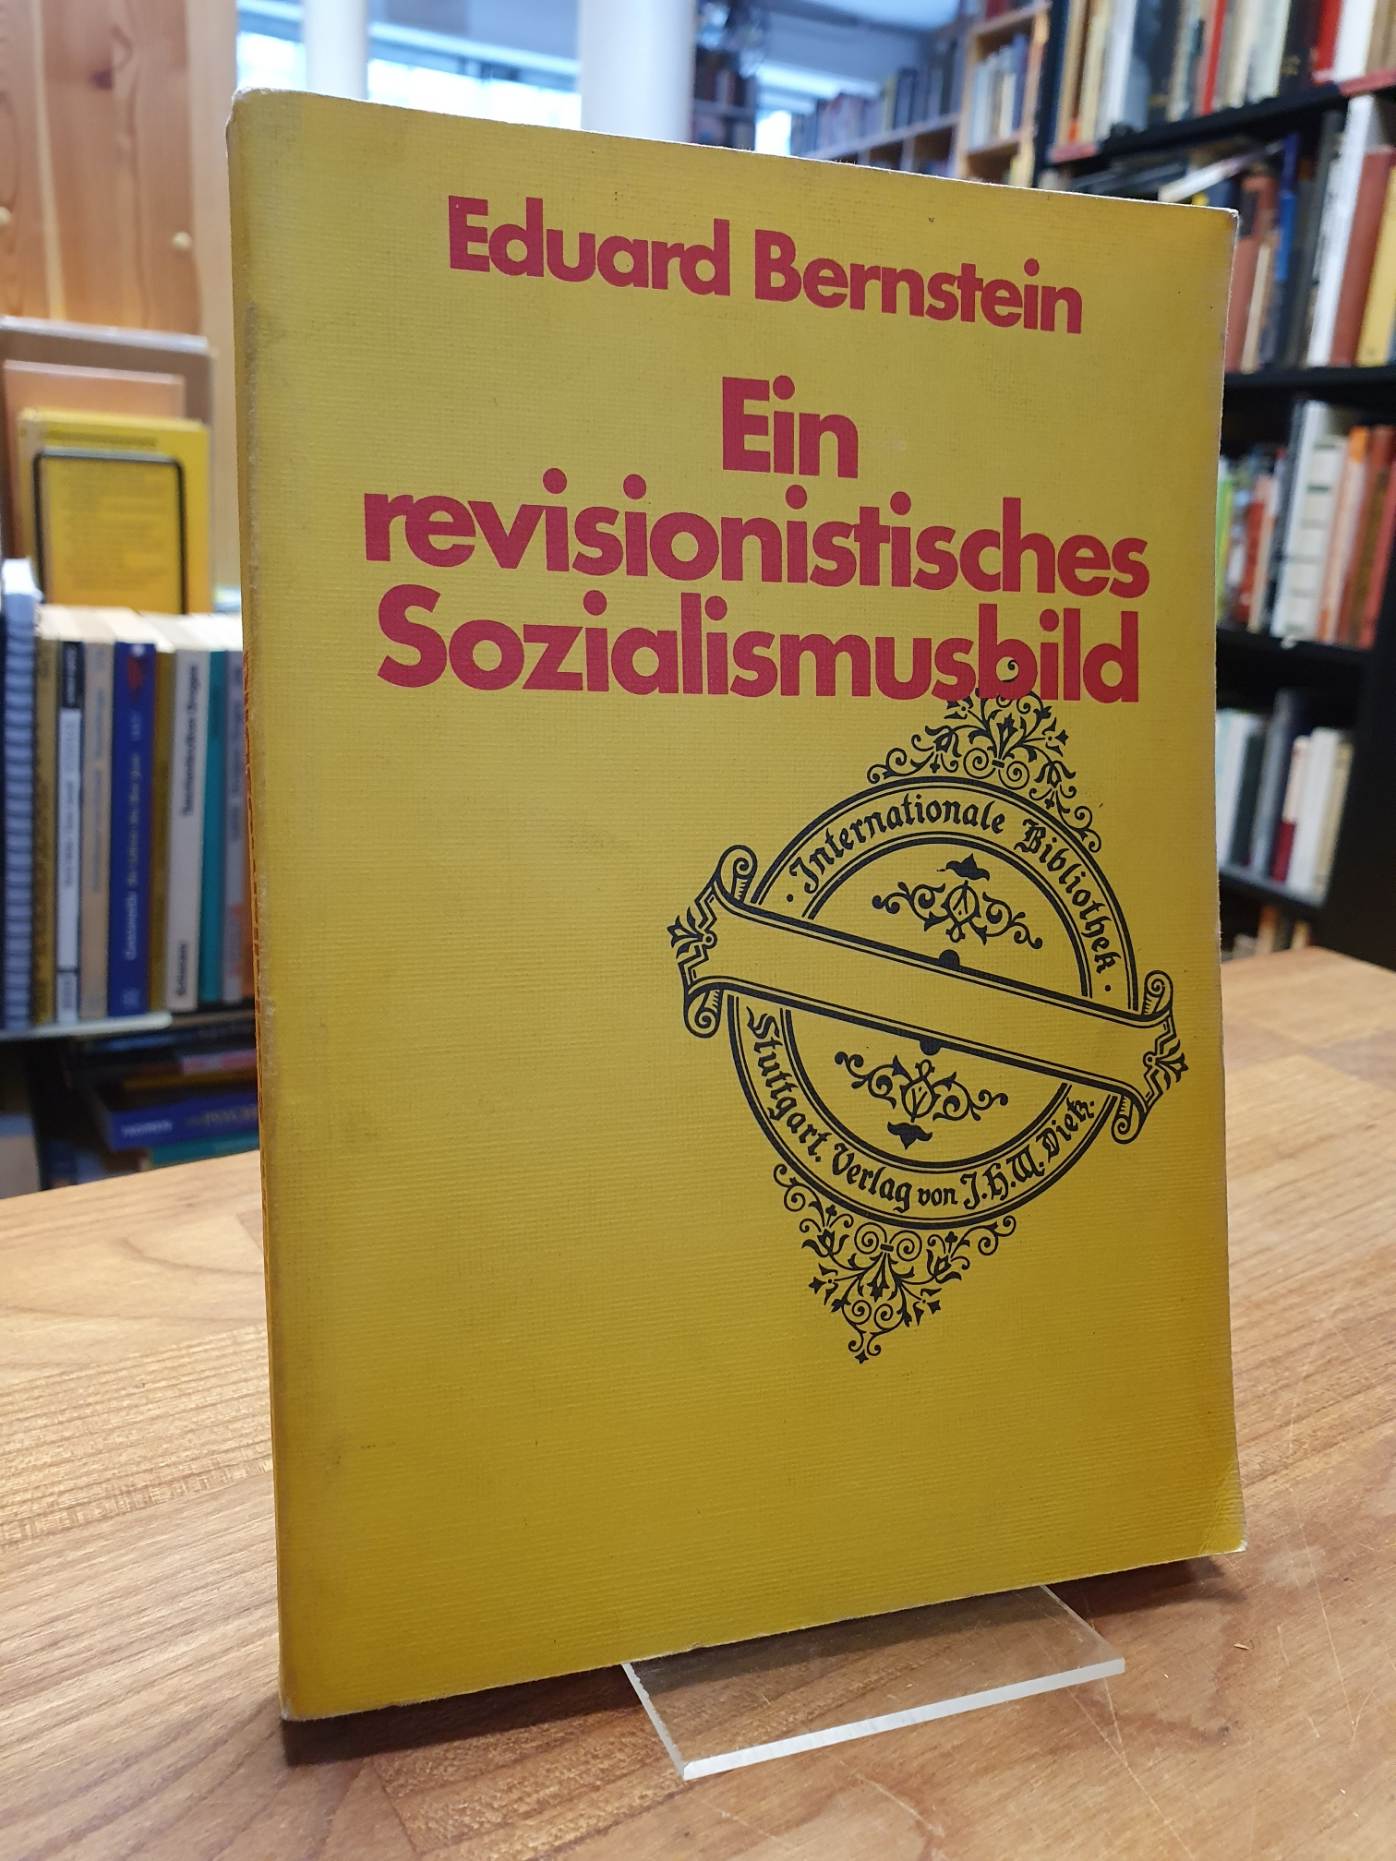 Eduard Bernstein
Ein
revisionistisches
Sozialismusbild
· Internationale Bibliothek ·
Stuttgart. Verlag von J. H. W. Dietz.